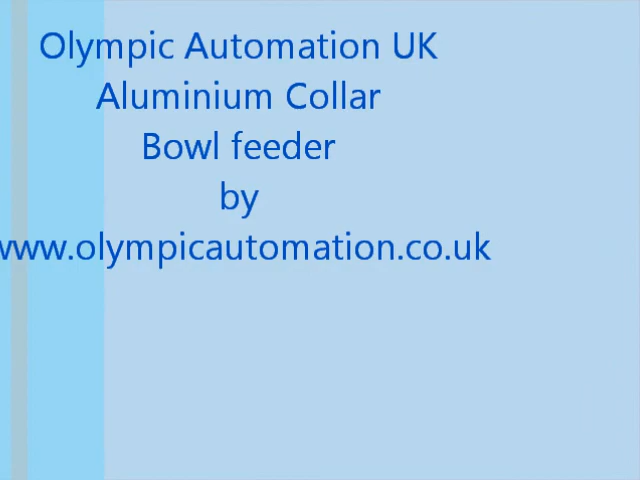 Olympic Automation UK
Aluminium Collar
Bowl feeder
by
www.olympicautomation.co.uk